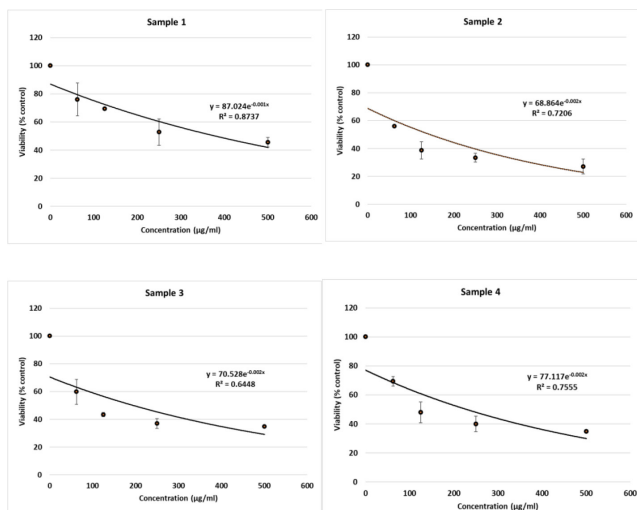 Sample 1
Viability (% control)
120
100
80
60
40
20
0
y = 87.024e^-0.001x
R² = 0.8737
0 100 200 300 400 500 600
Concentration (µg/ml)
Sample 2
Viability (% control)
120
100
80
60
40
20
0
y = 68.864e^-0.002x
R² = 0.7206
0 100 200 300 400 500 600
Concentration (µg/ml)
Sample 3
Viability (% control)
120
100
80
60
40
20
0
y = 70.528e^-0.002x
R² = 0.6448
0 100 200 300 400 500 600
Concentration (µg/ml)
Sample 4
Viability (% control)
120
100
80
60
40
20
0
y = 77.117e^-0.002x
R² = 0.7555
0 100 200 300 400 500 600
Concentration (µg/ml)